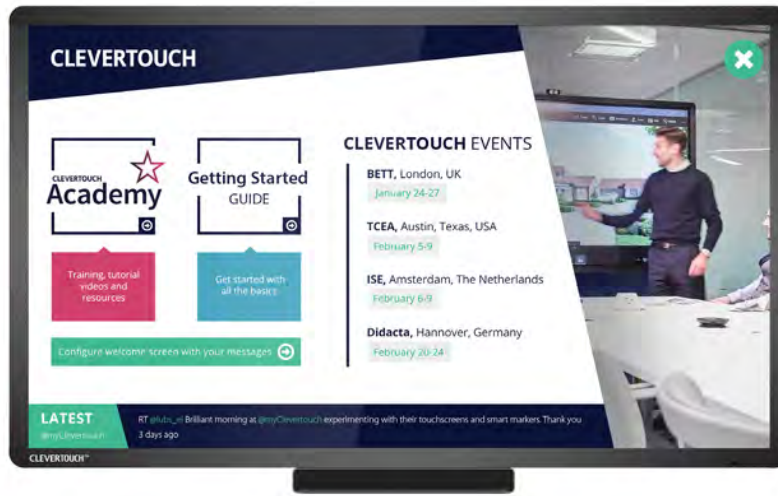 CLEVERTOUCH
CLEVERTOUCH
Academy
Getting Started
GUIDE
Training, tutorial
videos and
resources
Get started with
all the basics
Configure welcome screen with your messages
CLEVERTOUCH EVENTS
BETT, London, UK
January 24-27
TCEA, Austin, Texas, USA
February 5-9
ISE, Amsterdam, The Netherlands
February 6-9
Didacta, Hannover, Germany
February 20-24
LATEST
@myClevertouch
RT @lubs_el Brilliant morning at @myClevertouch experimenting with their touchscreens and smart markers. Thank you
3 days ago
CLEVERTOUCH™